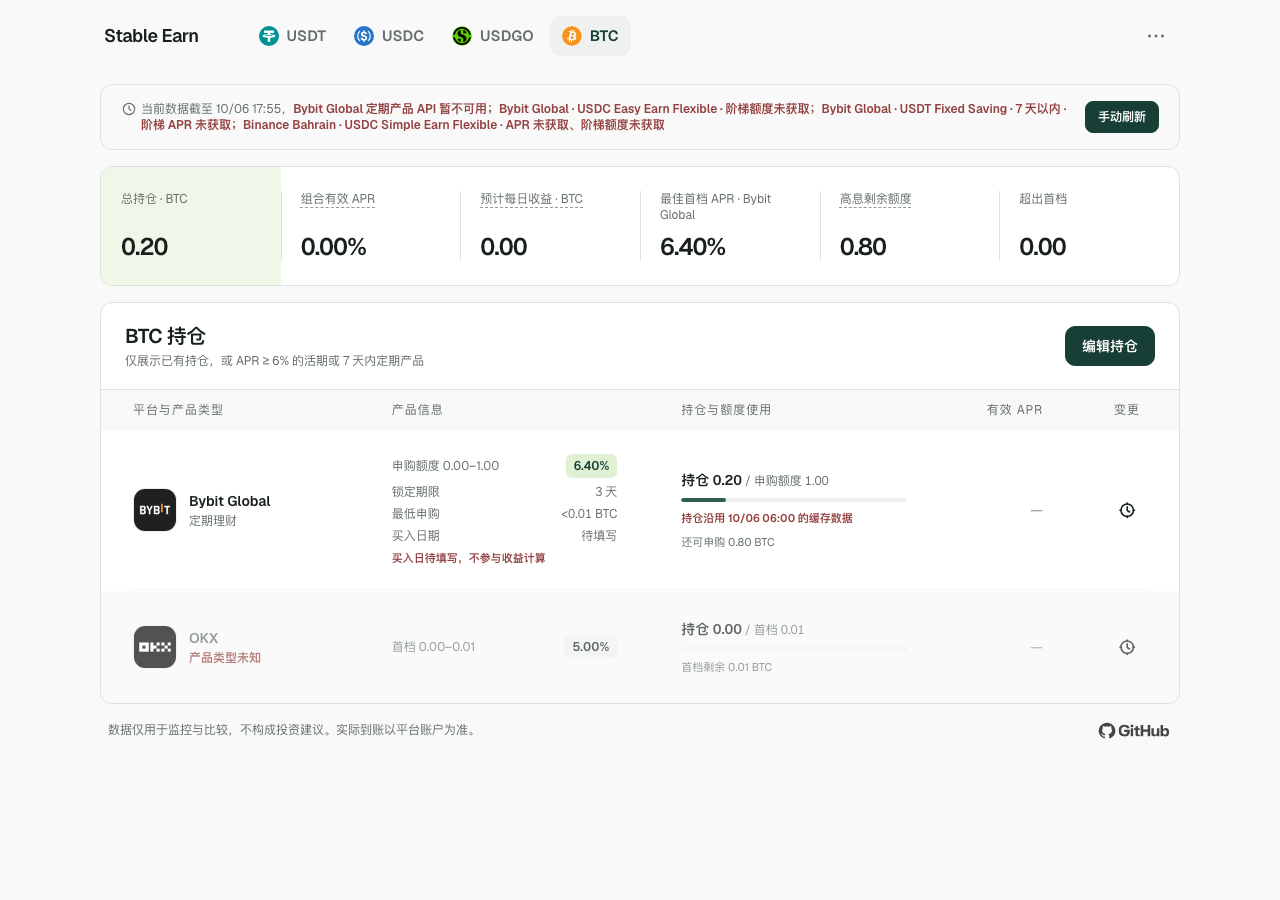 Stable Earn
USDT
USDC
USDGO
BTC
当前数据截至 10/06 17:55，Bybit Global 定期产品 API 暂不可用；Bybit Global · USDC Easy Earn Flexible · 阶梯额度未获取；Bybit Global · USDT Fixed Saving · 7 天以内 ·
阶梯 APR 未获取；Binance Bahrain · USDC Simple Earn Flexible · APR 未获取、阶梯额度未获取
手动刷新
总持仓 · BTC
0.20
组合有效 APR
0.00%
预计每日收益 · BTC
0.00
最佳首档 APR · Bybit
Global
6.40%
高息剩余额度
0.80
超出首档
0.00
BTC 持仓
仅展示已有持仓，或 APR ≥ 6% 的活期或 7 天内定期产品
编辑持仓
平台与产品类型
产品信息
持仓与额度使用
有效 APR
变更
BYBIT
Bybit Global
定期理财
申购额度 0.00–1.00
6.40%
锁定期限
3 天
最低申购
<0.01 BTC
买入日期
待填写
买入日待填写，不参与收益计算
持仓 0.20 / 申购额度 1.00
持仓沿用 10/06 06:00 的缓存数据
还可申购 0.80 BTC
—
OKX
OKX
产品类型未知
首档 0.00–0.01
5.00%
持仓 0.00 / 首档 0.01
首档剩余 0.01 BTC
—
数据仅用于监控与比较，不构成投资建议。实际到账以平台账户为准。
GitHub